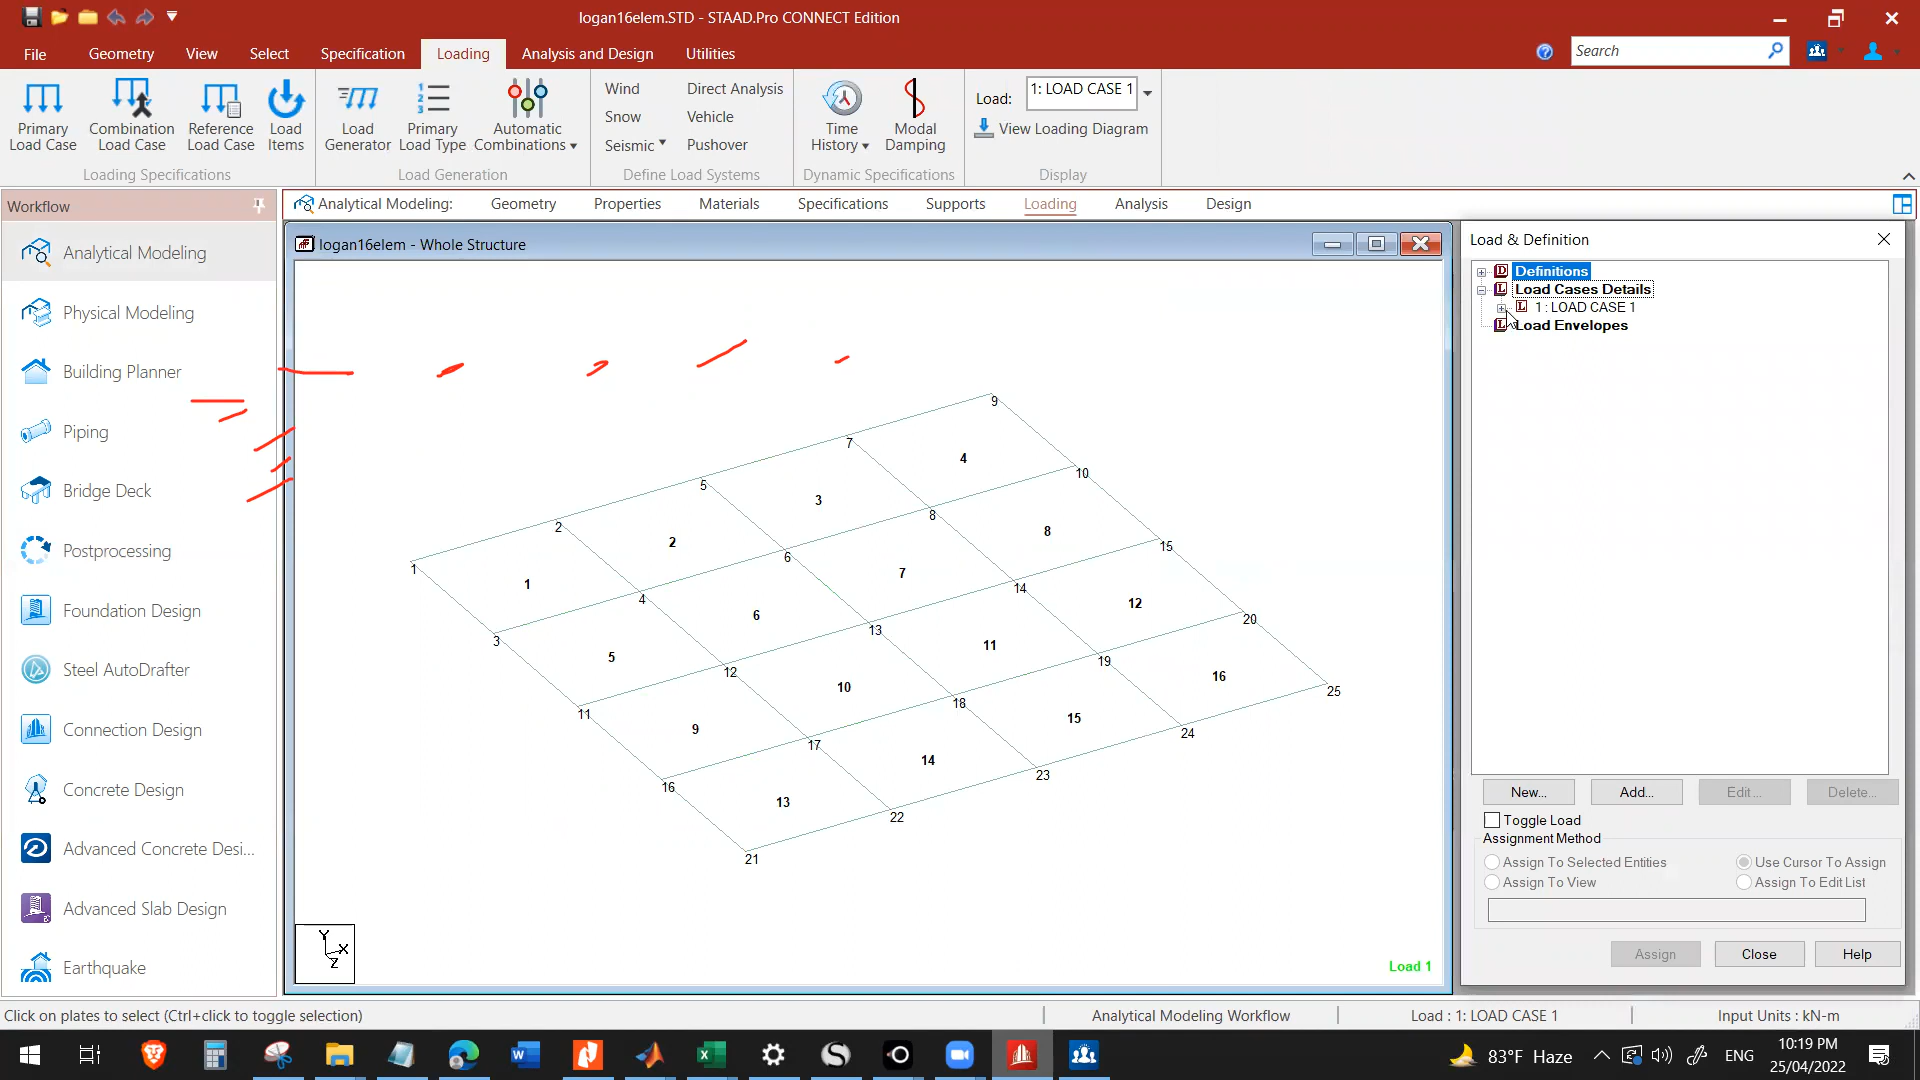 logan16elem.STD - STAAD.Pro CONNECT Edition
File Geometry View Select Specification Loading Analysis and Design Utilities Search
Primary Load Case
Combination Load Case
Reference Load Case
Load Items
Loading Specifications
Load Generator
Primary Load Type
Automatic Combinations
Load Generation
Wind Direct Analysis
Snow Vehicle
Seismic Pushover
Define Load Systems
Time History
Modal Damping
Dynamic Specifications
Load: 1: LOAD CASE 1
View Loading Diagram
Display
Workflow
Analytical Modeling
Physical Modeling
Building Planner
Piping
Bridge Deck
Postprocessing
Foundation Design
Steel AutoDrafter
Connection Design
Concrete Design
Advanced Concrete Desi...
Advanced Slab Design
Earthquake
Analytical Modeling: Geometry Properties Materials Specifications Supports Loading Analysis Design
logan16elem - Whole Structure
9
7
4
5
3
10
2
8
2
8
1
6
7
15
1
4
14
12
3
6
13
20
5
11
12
19
16
10
25
11
18
9
15
17
24
14
16
23
13
22
21
Y
X
Z
Load 1
Load & Definition
D Definitions
L Load Cases Details
L 1 : LOAD CASE 1
L Load Envelopes
New... Add... Edit... Delete...
Toggle Load
Assignment Method
Assign To Selected Entities Use Cursor To Assign
Assign To View Assign To Edit List
Assign Close Help
Click on plates to select (Ctrl+click to toggle selection) Analytical Modeling Workflow Load : 1: LOAD CASE 1 Input Units : kN-m
83°F Haze ENG 10:19 PM
25/04/2022